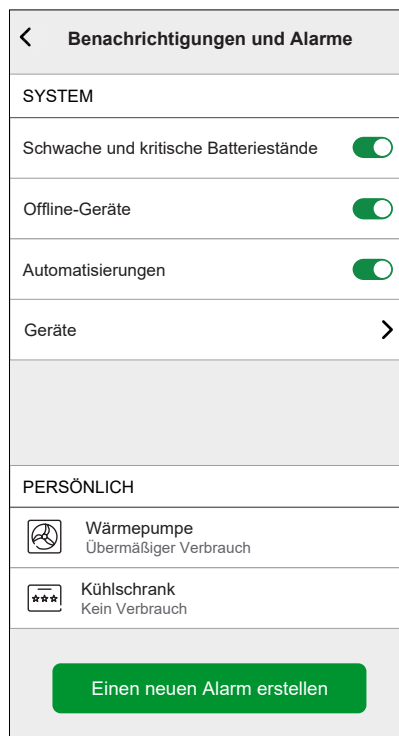 Benachrichtigungen und Alarme
SYSTEM
Schwache und kritische Batteriestände
Offline-Geräte
Automatisierungen
Geräte
PERSÖNLICH
Wärmepumpe
Übermäßiger Verbrauch
Kühlschrank
Kein Verbrauch
Einen neuen Alarm erstellen